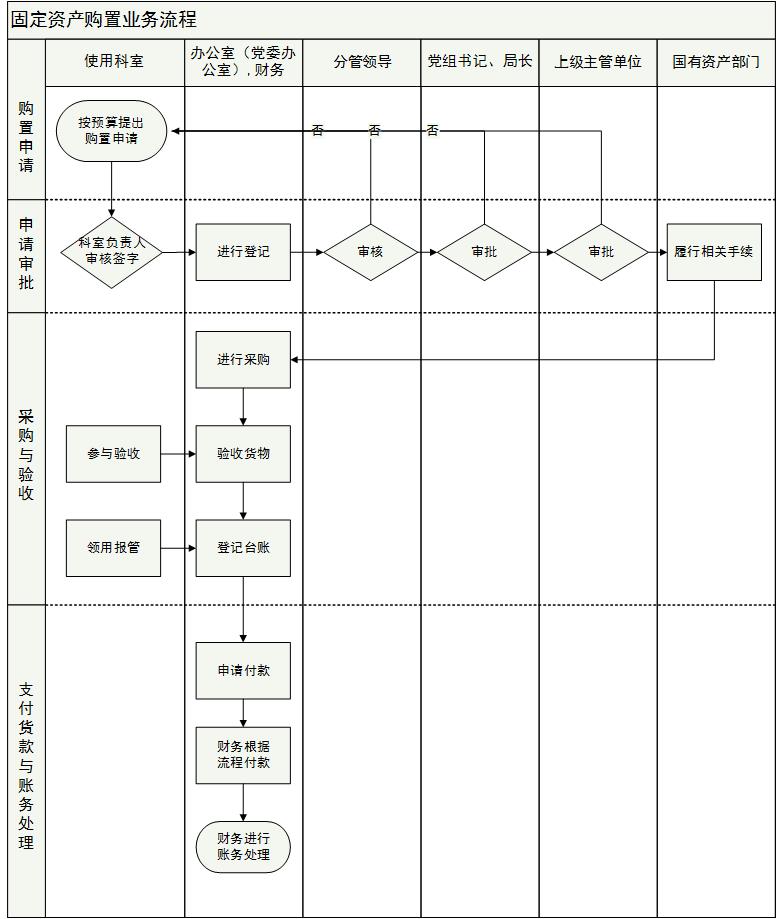 固定资产购置业务流程
使用科室
办公室（党委办
公室）, 财务
分管领导
党组书记、局长
上级主管单位
国有资产部门
购置申请
按预算提出
购置申请
否
否
否
申请审批
科室负责人
审核签字
进行登记
审核
审批
审批
履行相关手续
采购与验收
进行采购
参与验收
验收货物
领用报管
登记台账
支付货款与账务处理
申请付款
财务根据
流程付款
财务进行
账务处理